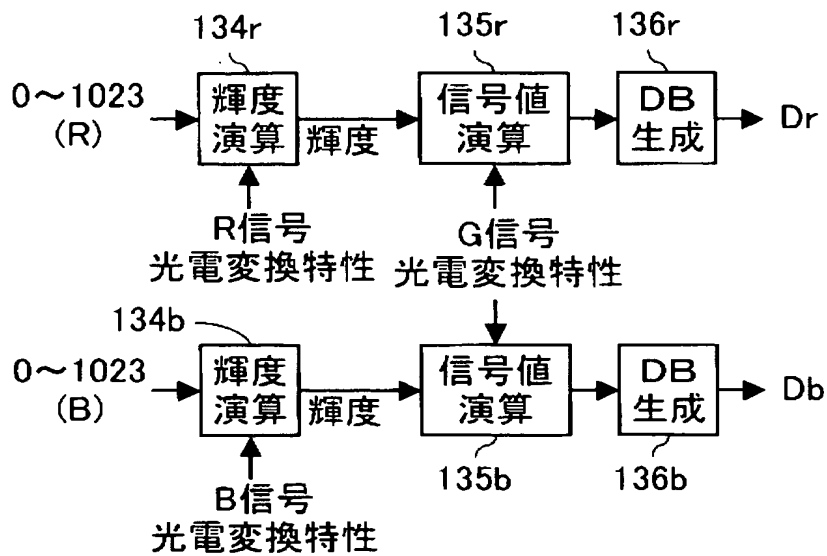 134r
135r
136r
0～1023
(R)
輝度
演算
輝度
信号値
演算
DB
生成
Dr
R信号
光電変換特性
G信号
光電変換特性
134b
0～1023
(B)
輝度
演算
輝度
信号値
演算
DB
生成
Db
135b
136b
B信号
光電変換特性